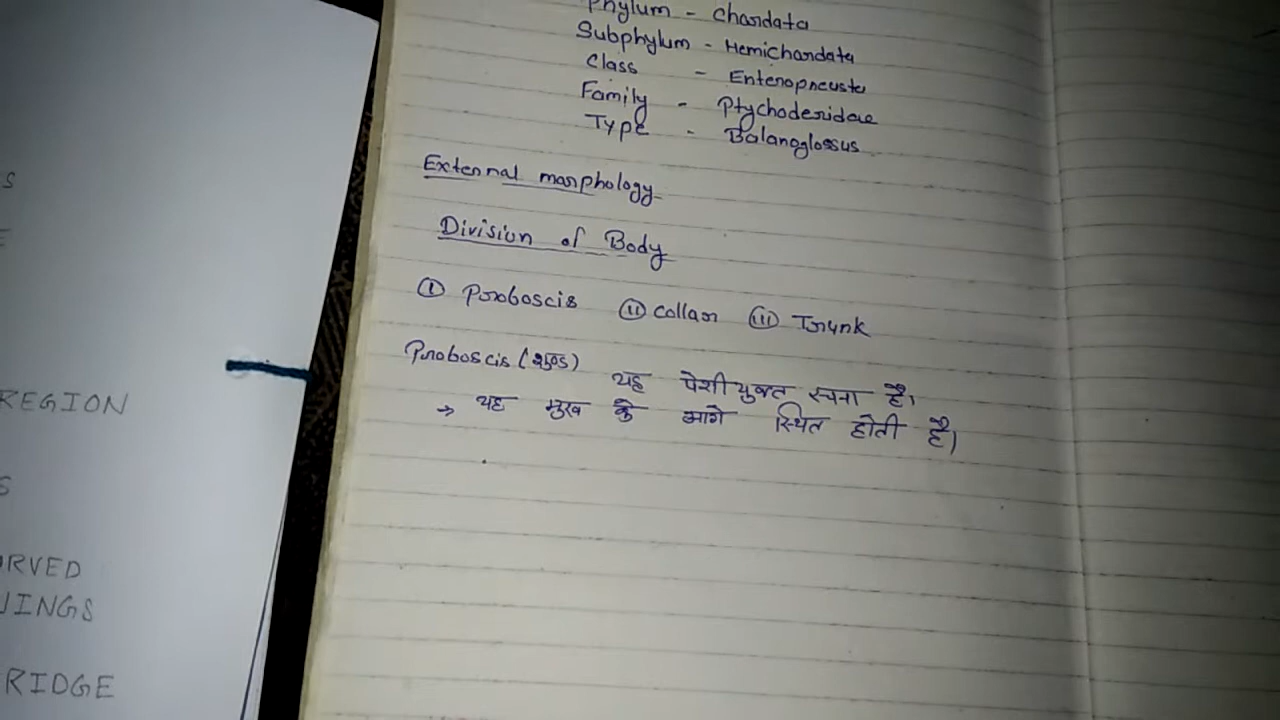 S
REGION
S
RVED
INGS
RIDGE
Phylum - Chordata
Subphylum - Hemichordata
Class - Enteropneusta
Family - Ptychoderidae
Type - Balanoglossus
External morphology
Division of Body
(i) Proboscis (ii) Collar (iii) Trunk
Proboscis (शुण्ड) यह पेशीयुक्त रचना है।
→ यह मुख के आगे स्थित होती है।